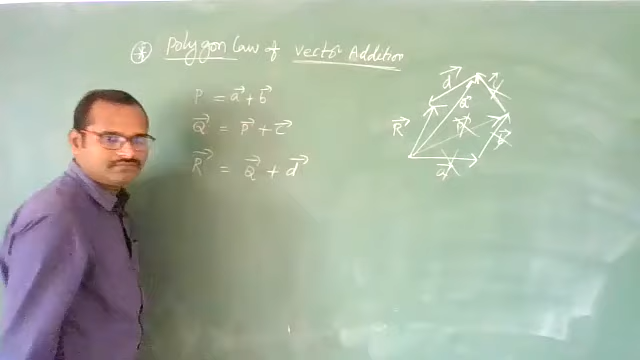 Polygon Law of Vector Addition
P = a⃗ + b⃗
Q⃗ = P⃗ + c⃗
R⃗ = Q⃗ + d⃗
d⃗
c⃗
Q⃗
R⃗
P⃗
b⃗
a⃗